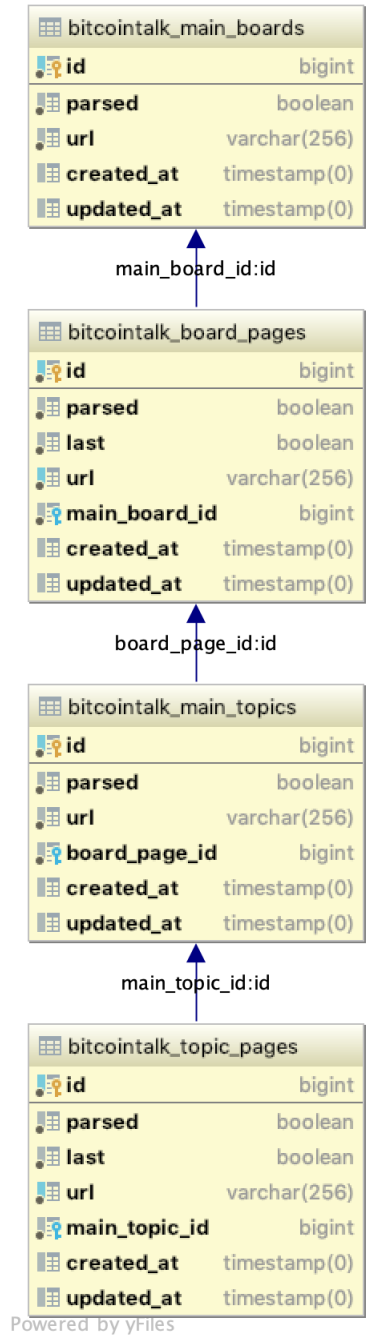 bitcointalk_main_boards
id bigint
parsed boolean
url varchar(256)
created_at timestamp(0)
updated_at timestamp(0)
main_board_id:id
bitcointalk_board_pages
id bigint
parsed boolean
last boolean
url varchar(256)
main_board_id bigint
created_at timestamp(0)
updated_at timestamp(0)
board_page_id:id
bitcointalk_main_topics
id bigint
parsed boolean
url varchar(256)
board_page_id bigint
created_at timestamp(0)
updated_at timestamp(0)
main_topic_id:id
bitcointalk_topic_pages
id bigint
parsed boolean
last boolean
url varchar(256)
main_topic_id bigint
created_at timestamp(0)
updated_at timestamp(0)
Powered by yFiles